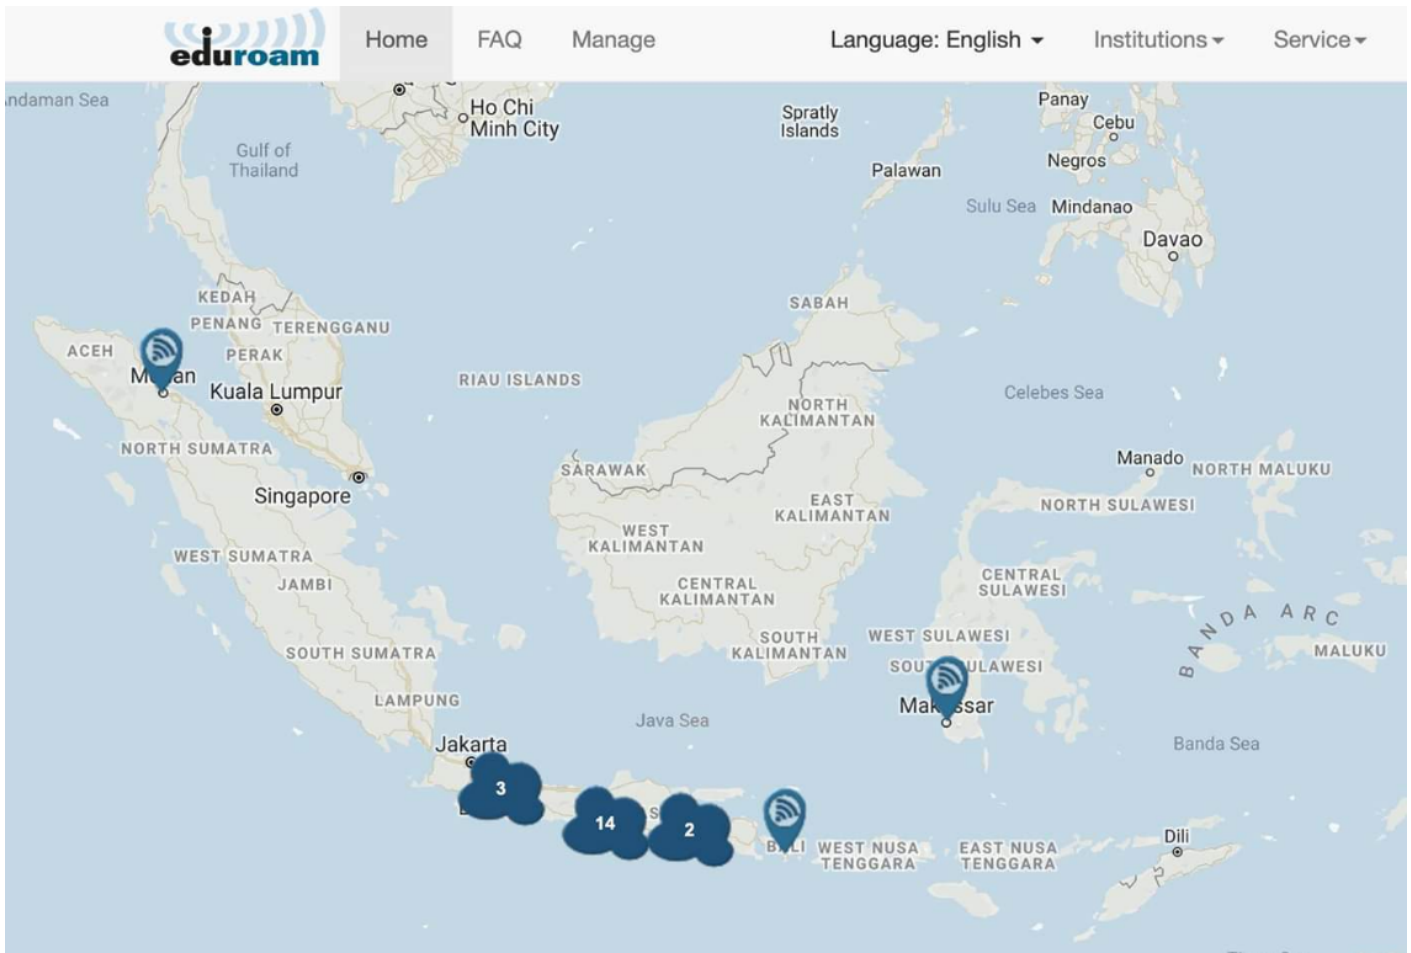 eduroam
Home
FAQ
Manage
Language: English
Institutions
Service
Andaman Sea
Ho Chi
Minh City
Spratly
Islands
Panay
Cebu
Gulf of
Thailand
Negros
Palawan
Sulu Sea
Mindanao
Davao
KEDAH
SABAH
PENANG
TERENGGANU
ACEH
PERAK
Kuala Lumpur
RIAU ISLANDS
Celebes Sea
NORTH
KALIMANTAN
NORTH SUMATRA
Manado
NORTH MALUKU
SARAWAK
Singapore
EAST
KALIMANTAN
NORTH SULAWESI
WEST
KALIMANTAN
WEST SUMATRA
JAMBI
CENTRAL
KALIMANTAN
CENTRAL
SULAWESI
BANDA ARC
SOUTH
KALIMANTAN
WEST SULAWESI
SOUTH SUMATRA
MALUKU
LAMPUNG
Java Sea
Jakarta
Banda Sea
3
14
2
WEST NUSA
TENGGARA
EAST NUSA
TENGGARA
Dili